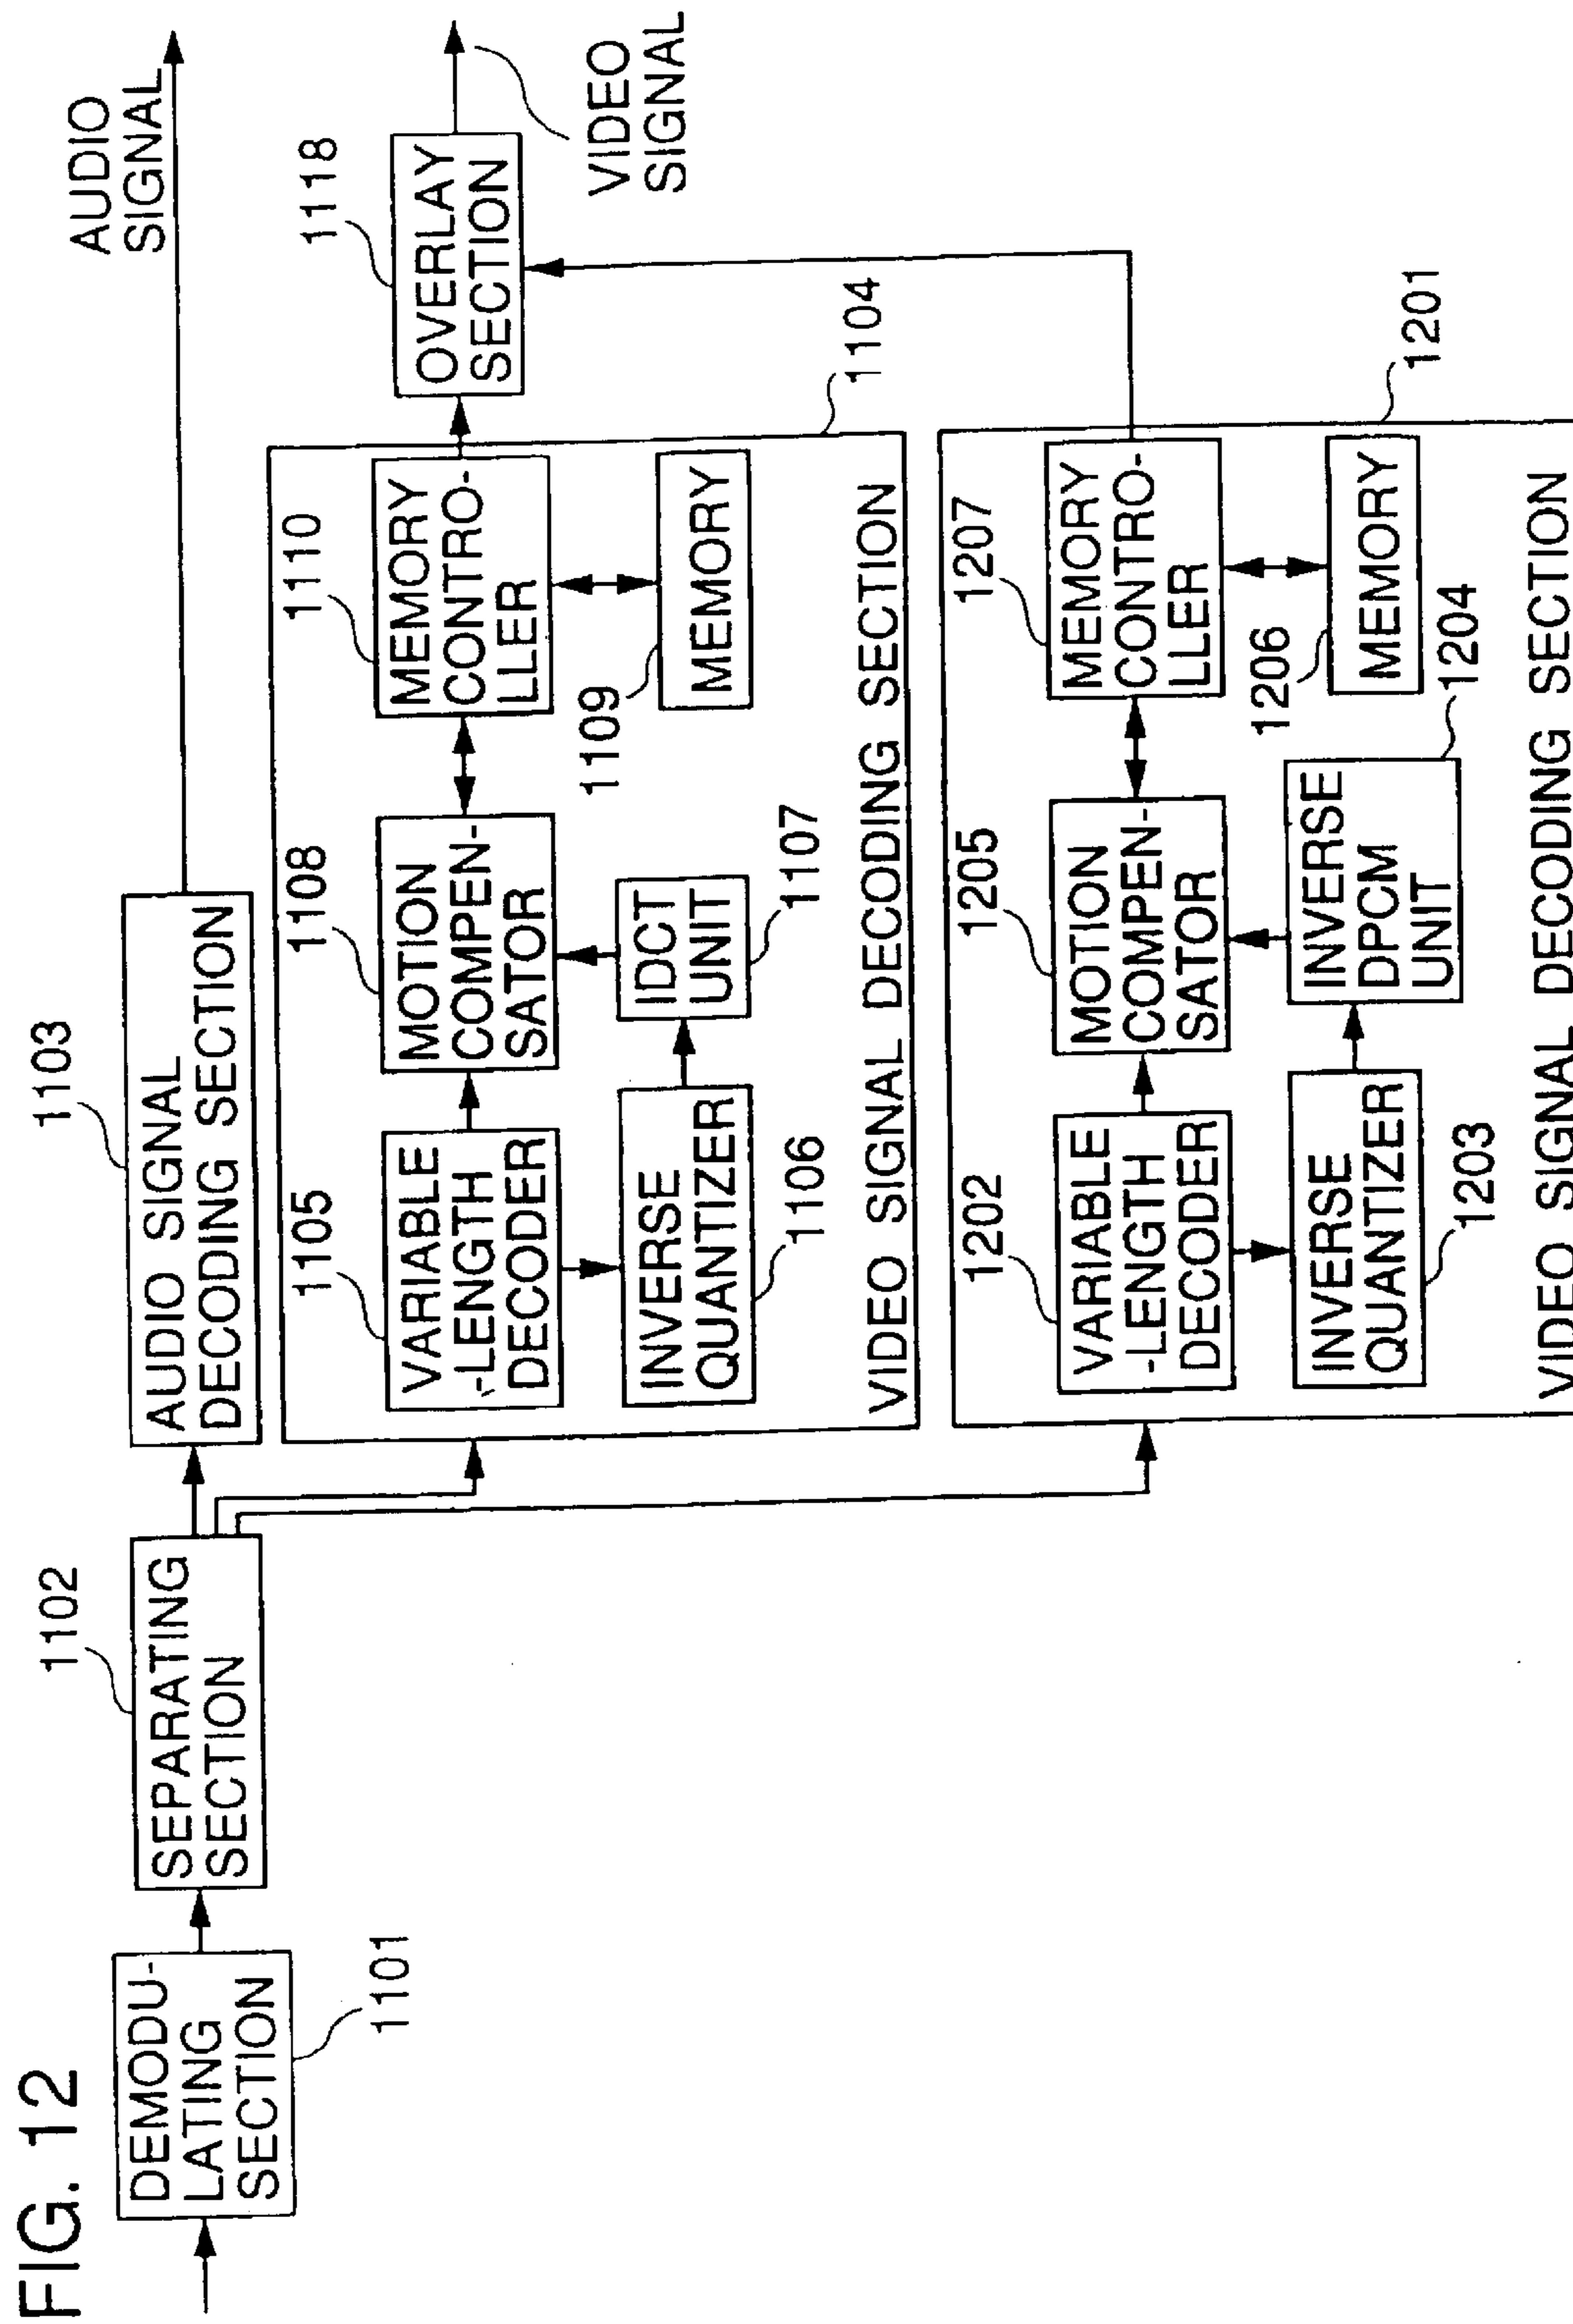 FIG. 12
DEMODU-
LATING
SECTION
1101
1102
SEPARATING
SECTION
1103
AUDIO SIGNAL
DECODING SECTION
AUDIO
SIGNAL
1105
VARIABLE
-LENGTH
DECODER
INVERSE
QUANTIZER
1106
1108
MOTION
COMPEN-
SATOR
IDCT
UNIT
1107
1110
MEMORY
CONTRO-
LLER
1109
MEMORY
VIDEO SIGNAL DECODING SECTION
1104
1118
OVERLAY
SECTION
VIDEO
SIGNAL
1202
VARIABLE
-LENGTH
DECODER
INVERSE
QUANTIZER
1203
1205
MOTION
COMPEN-
SATOR
INVERSE
DPCM
UNIT
1204
1207
MEMORY
CONTRO-
LLER
1206
MEMORY
VIDEO SIGNAL DECODING SECTION
1201